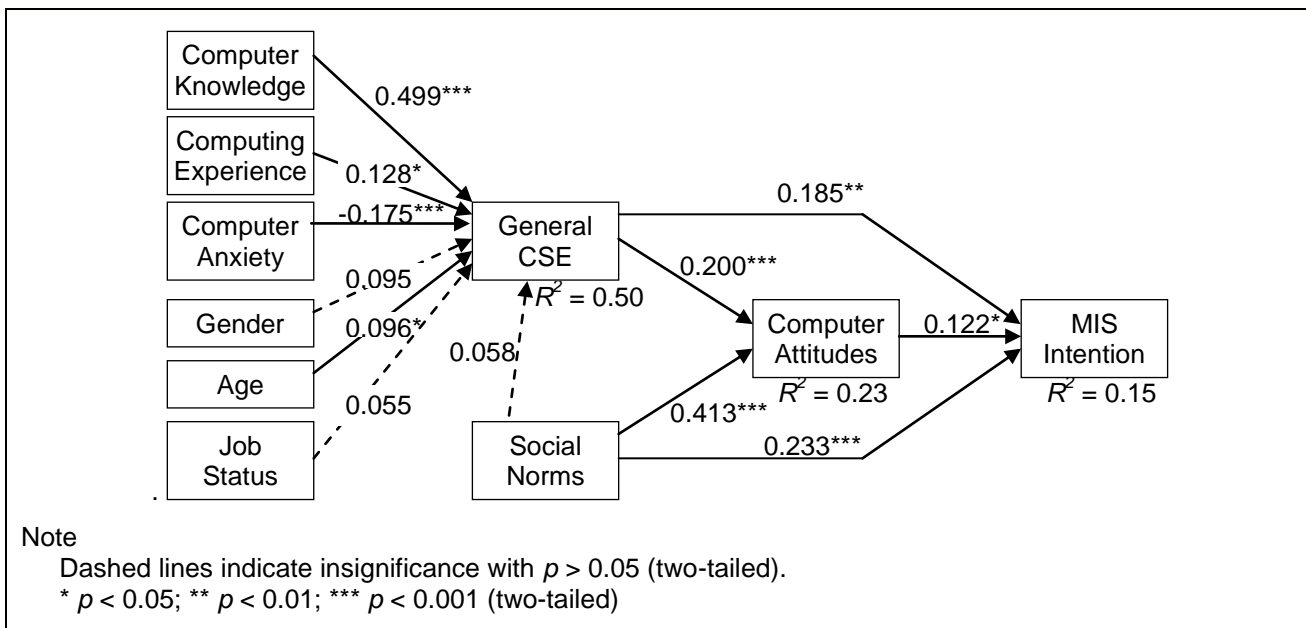 Computer
Knowledge
0.499***
Computing
Experience
0.128*
Computer
Anxiety
-0.175***
Gender
0.095
Age
0.096*
Job
Status
0.055
.
General
CSE
R² = 0.50
0.185**
0.200***
0.058
Social
Norms
0.413***
0.233***
Computer
Attitudes
R² = 0.23
0.122*
MIS
Intention
R² = 0.15
Note
Dashed lines indicate insignificance with p > 0.05 (two-tailed).
* p < 0.05; ** p < 0.01; *** p < 0.001 (two-tailed)